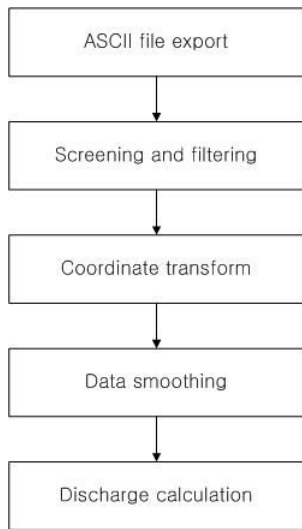 ASCII file export
Screening and filtering
Coordinate transform
Data smoothing
Discharge calculation